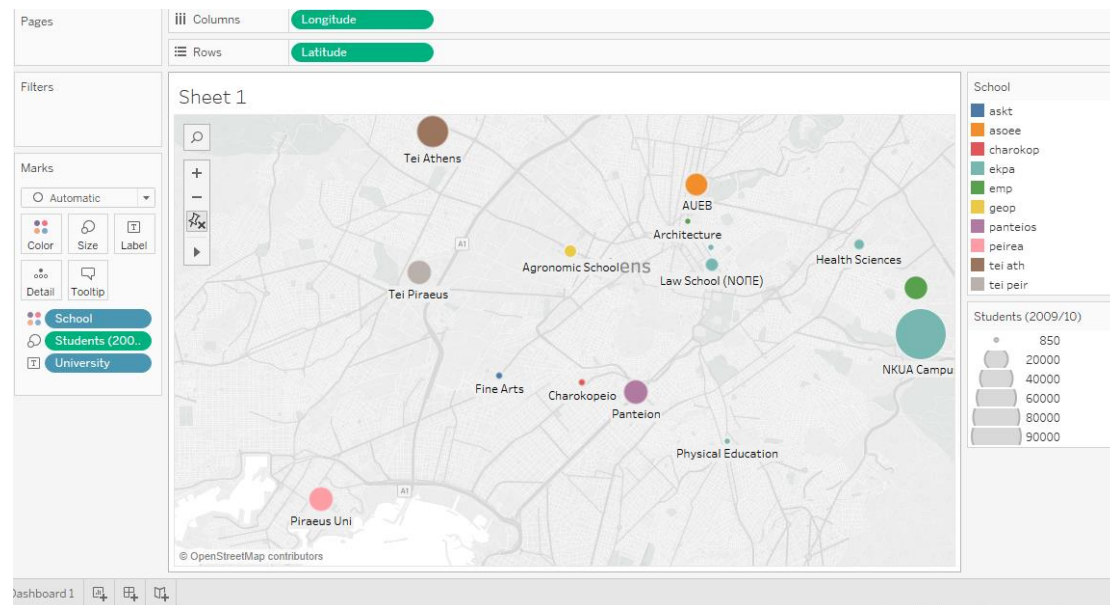 Pages
Columns
Longitude
Rows
Latitude
Filters
Marks
Automatic
Color
Size
Label
Detail
Tooltip
School
Students (200..
University
Sheet 1
Tei Athens
AUEB
Architecture
A1
Agronomic School
ens
Law School (ΝΟΠΕ)
Health Sciences
Tei Piraeus
NKUA Campu
Fine Arts
Charokopeio
Panteion
Physical Education
A1
Piraeus Uni
© OpenStreetMap contributors
School
askt
asoee
charokop
ekpa
emp
geop
panteios
peirea
tei ath
tei peir
Students (2009/10)
850
20000
40000
60000
80000
90000
Dashboard 1